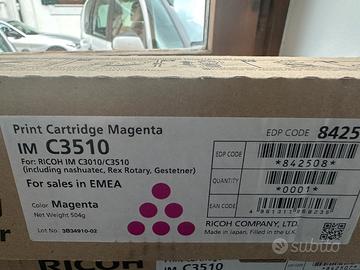 Print Cartridge Magenta
IM C3510
For: RICOH IM C3010/C3510
(including nashuatec, Rex Rotary, Gestetner)
For sales in EMEA
Color Magenta
Net Weight 504g
Lot No.: 3B34910-02
EDP CODE 8425
EDP CODE
*842508*
QUANTITY
*0001*
EAN CODE
RICOH COMPANY, LTD.
Made in Japan, Filled in the U.K.
subito
RICOH
IM C3510